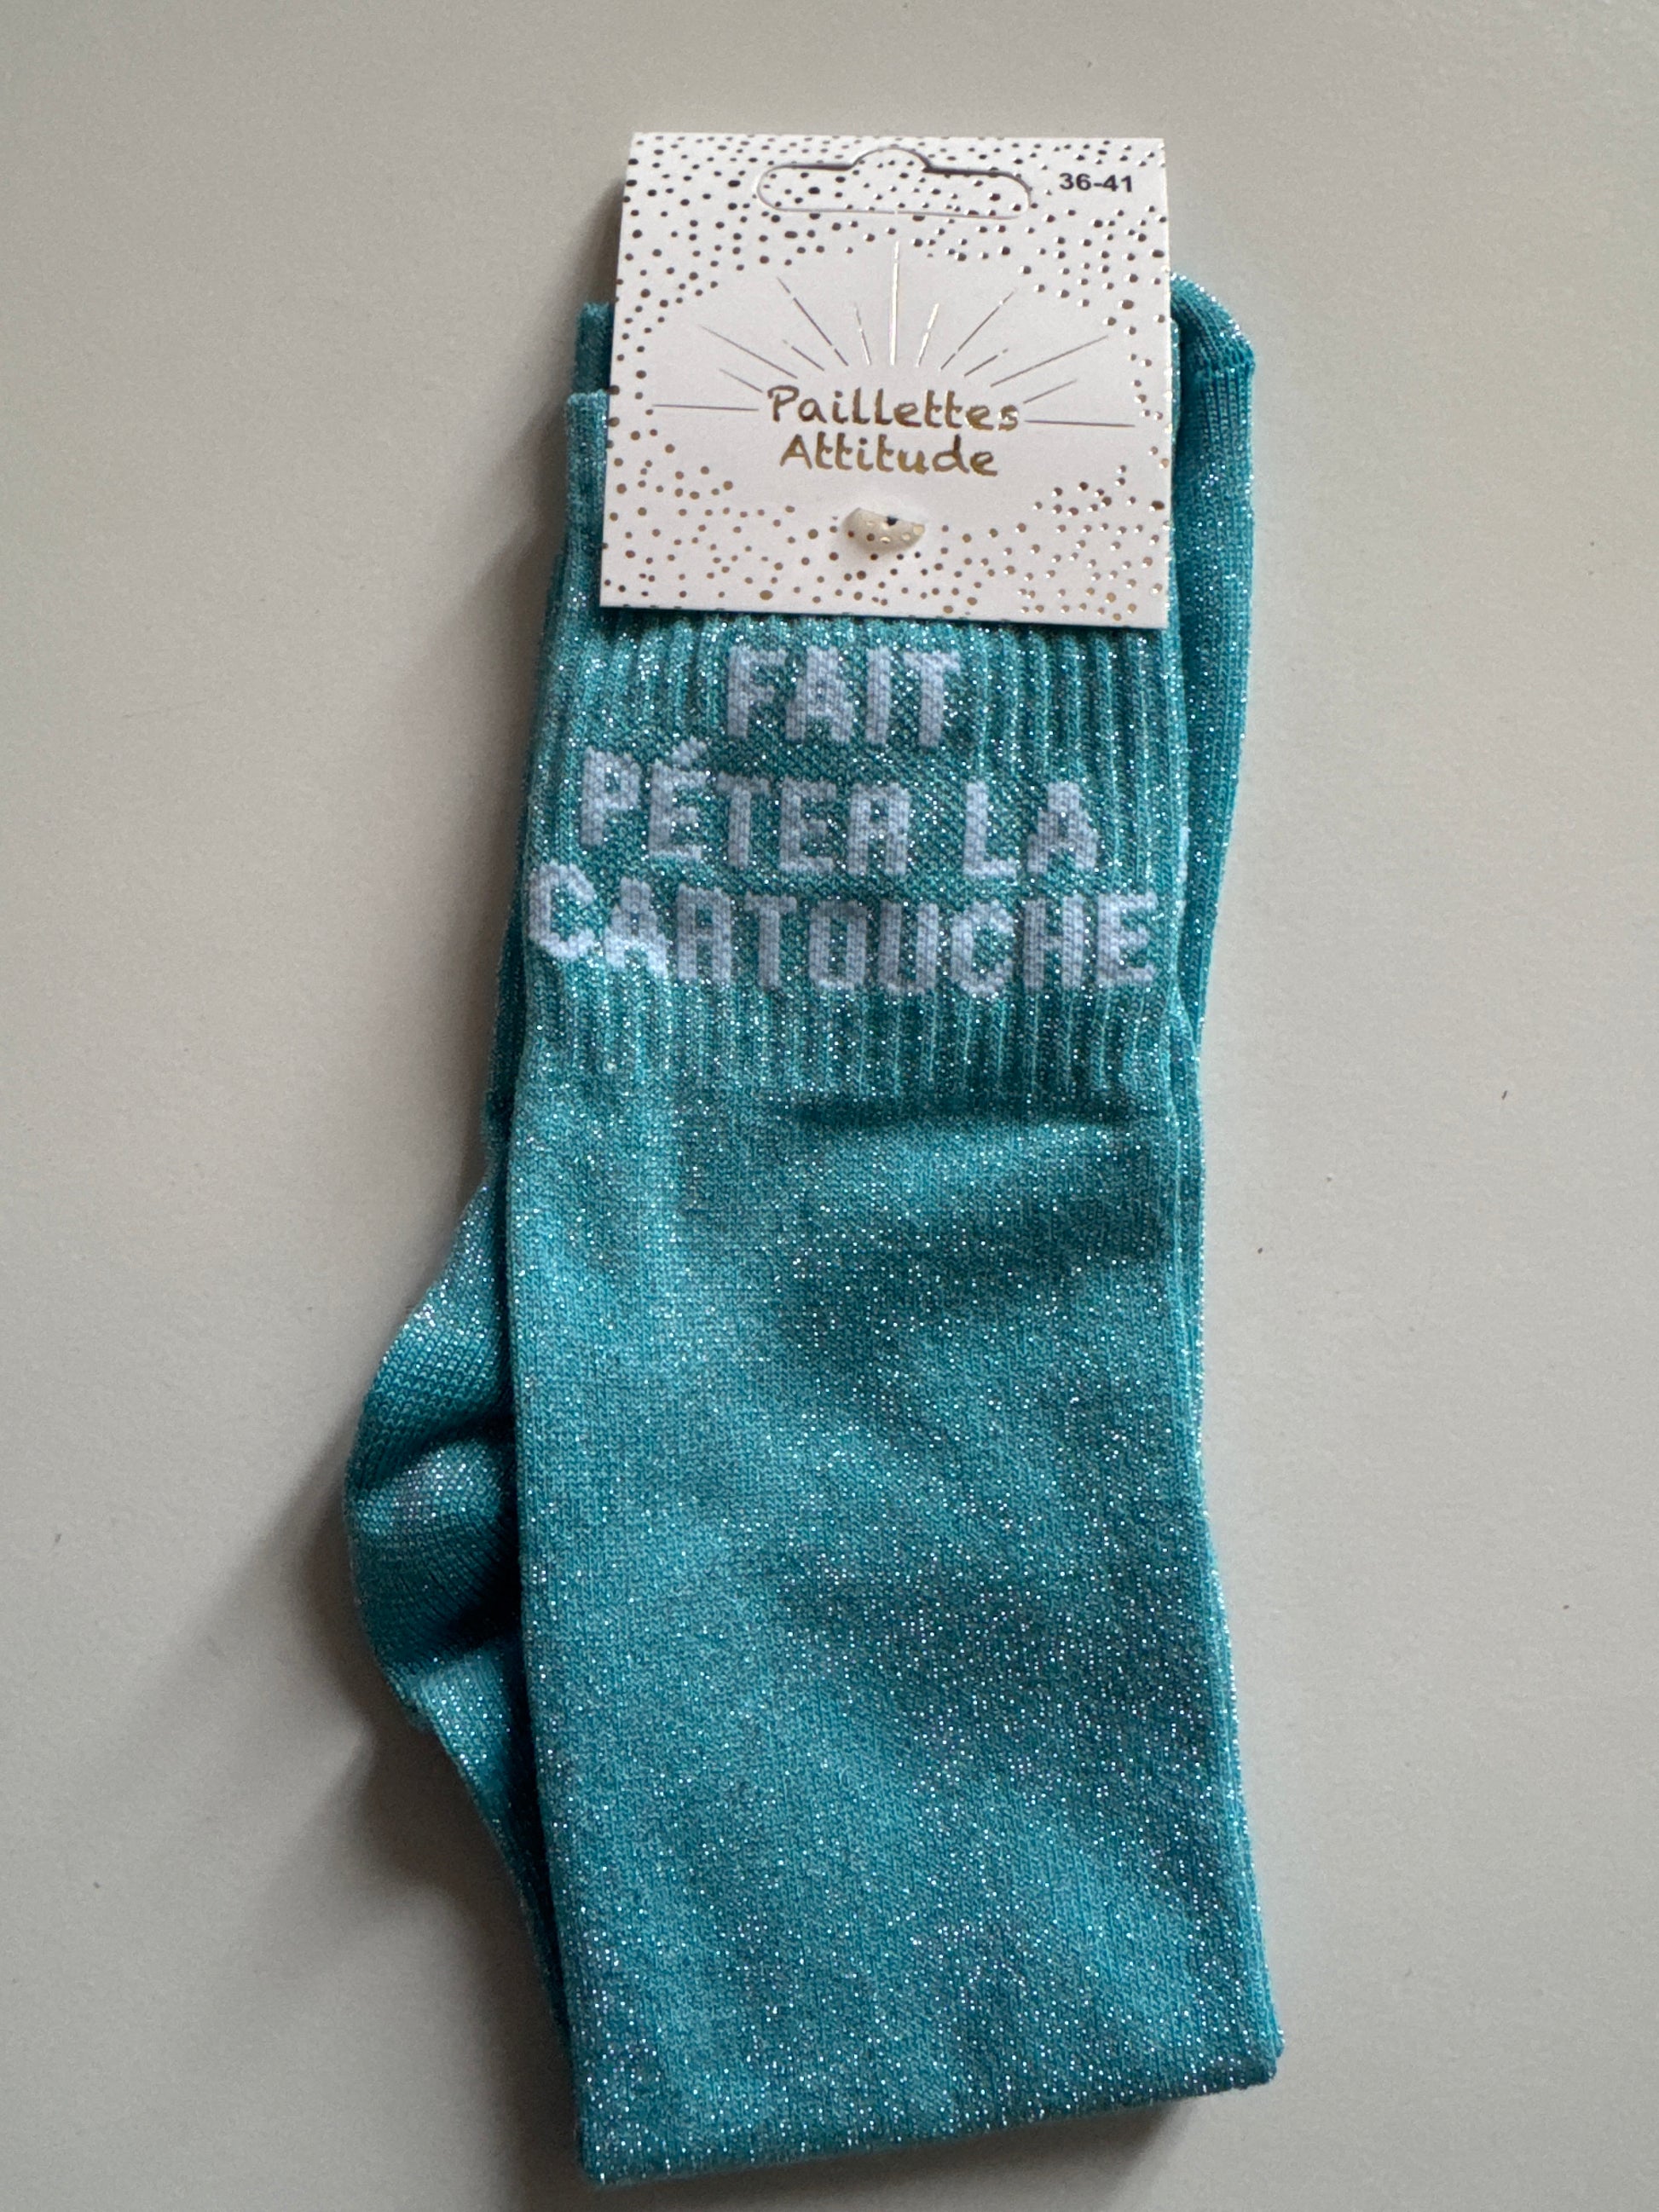 36-41
Paillettes
Attitude
FAIT
PÉTER LA
CARTOUCHE